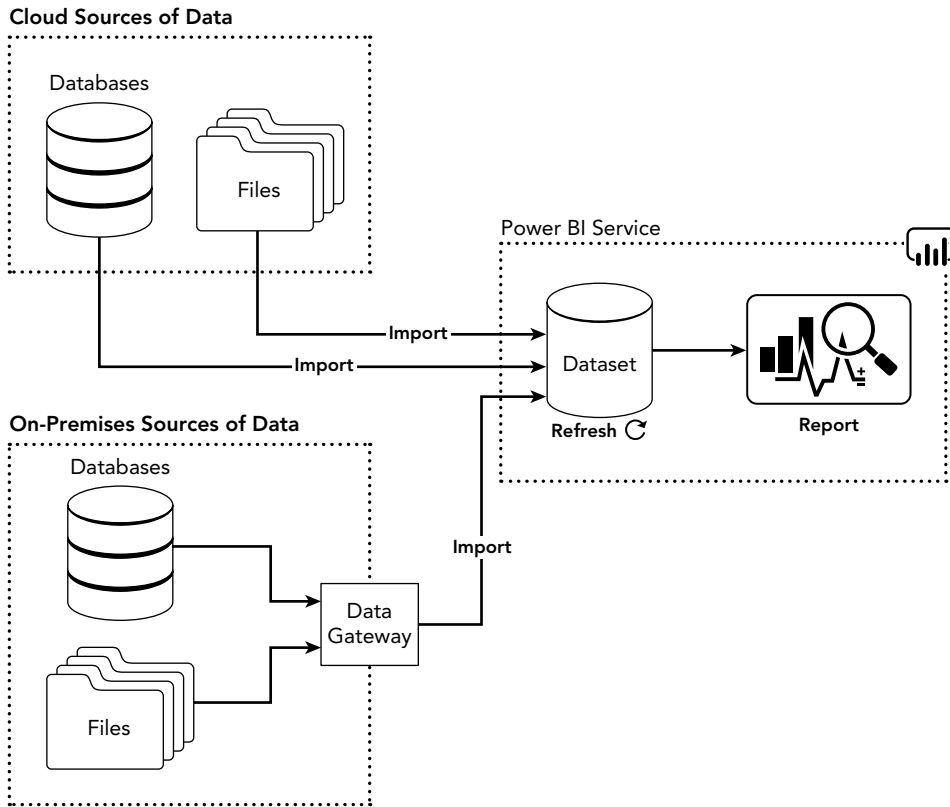 Cloud Sources of Data
Databases
Files
Power BI Service
Import
Import
Dataset
Refresh
Report
On-Premises Sources of Data
Databases
Import
Data
Gateway
Files